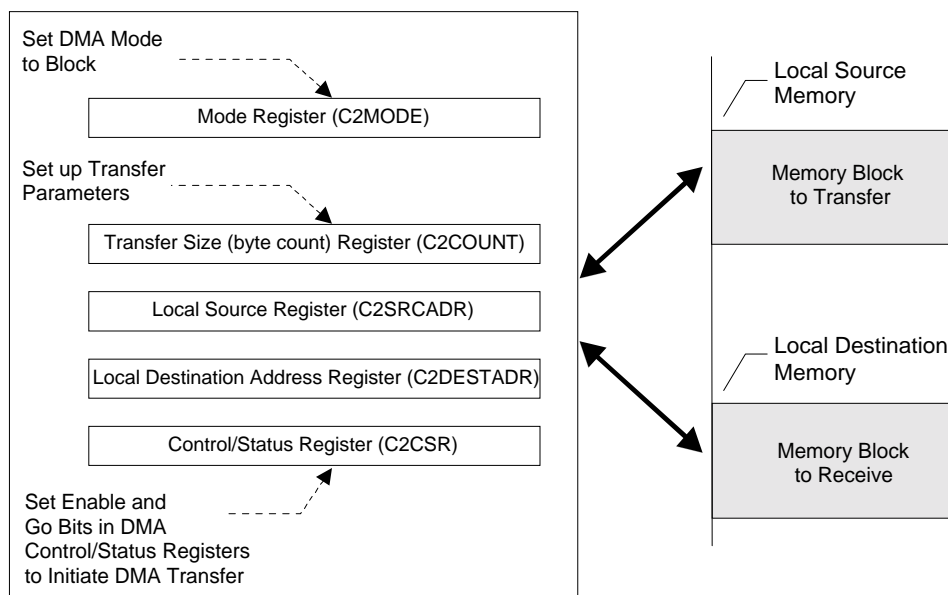 Set DMA Mode
to Block
Mode Register (C2MODE)
Set up Transfer
Parameters
Transfer Size (byte count) Register (C2COUNT)
Local Source Register (C2SRCADR)
Local Destination Address Register (C2DESTADR)
Control/Status Register (C2CSR)
Set Enable and
Go Bits in DMA
Control/Status Registers
to Initiate DMA Transfer
Local Source
Memory
Memory Block
to Transfer
Local Destination
Memory
Memory Block
to Receive